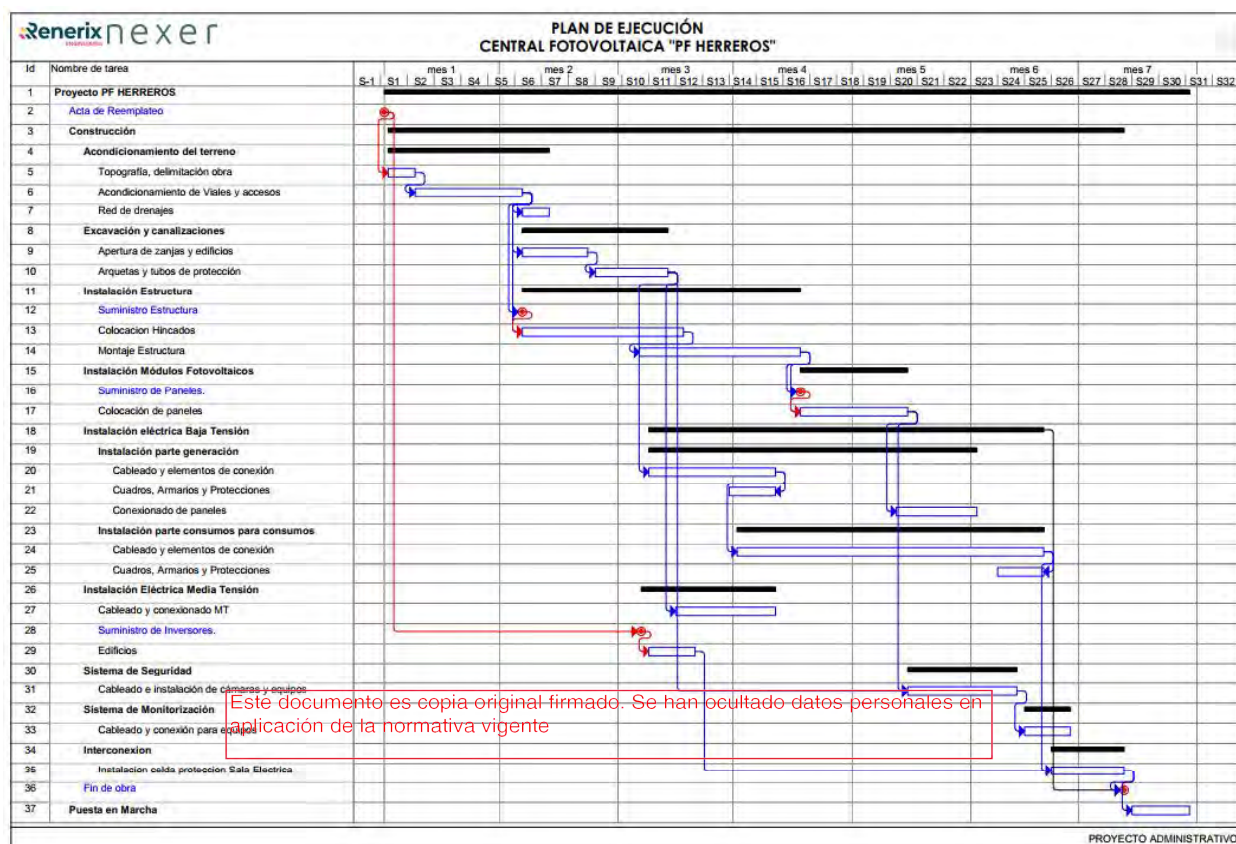 Renerix nexer
INGENIERÍA
PLAN DE EJECUCIÓN
CENTRAL FOTOVOLTAICA "PF HERREROS"
Id Nombre de tarea mes 1 mes 2 mes 3 mes 4 mes 5 mes 6 mes 7
S-1 S1 S2 S3 S4 S5 S6 S7 S8 S9 S10 S11 S12 S13 S14 S15 S16 S17 S18 S19 S20 S21 S22 S23 S24 S25 S26 S27 S28 S29 S30 S31 S32
1 Proyecto PF HERREROS
2 Acta de Reemplateo
3 Construcción
4 Acondicionamiento del terreno
5 Topografía, delimitación obra
6 Acondicionamiento de Viales y accesos
7 Red de drenajes
8 Excavación y canalizaciones
9 Apertura de zanjas y edificios
10 Arquetas y tubos de protección
11 Instalación Estructura
12 Suministro Estructura
13 Colocacion Hincados
14 Montaje Estructura
15 Instalación Módulos Fotovoltaicos
16 Suministro de Paneles.
17 Colocación de paneles
18 Instalación eléctrica Baja Tensión
19 Instalación parte generación
20 Cableado y elementos de conexión
21 Cuadros, Armarios y Protecciones
22 Conexionado de paneles
23 Instalación parte consumos para consumos
24 Cableado y elementos de conexión
25 Cuadros, Armarios y Protecciones
26 Instalación Eléctrica Media Tensión
27 Cableado y conexionado MT
28 Suministro de Inversores.
29 Edificios
30 Sistema de Seguridad
31 Cableado e instalación de cámaras y equipos
32 Sistema de Monitorización
33 Cableado y conexión para equipos
34 Interconexion
35 Instalacion celda proteccion Sala Electrica
36 Fin de obra
37 Puesta en Marcha
Este documento es copia original firmado. Se han ocultado datos personales en
aplicación de la normativa vigente
PROYECTO ADMINISTRATIVO